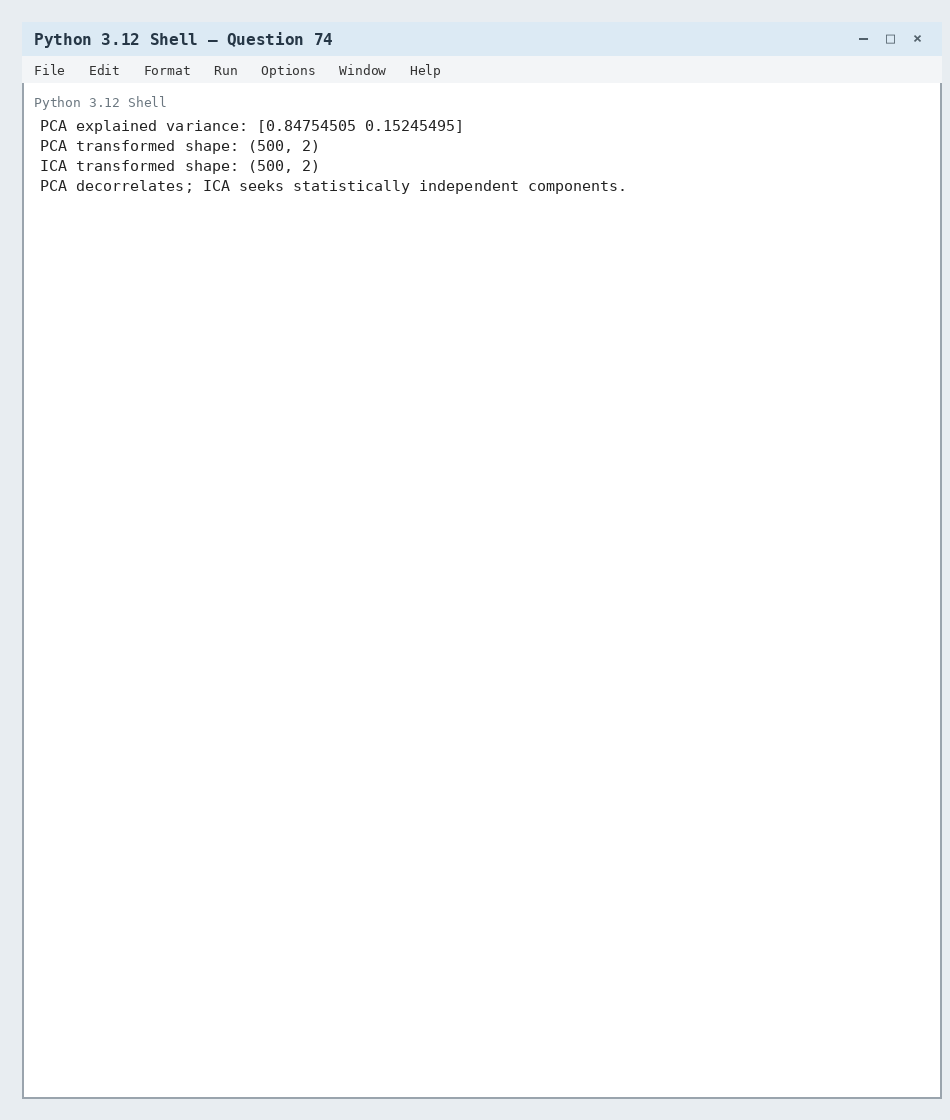 Python 3.12 Shell — Question 74
File Edit Format Run Options Window Help
Python 3.12 Shell
PCA explained variance: [0.84754505 0.15245495]
PCA transformed shape: (500, 2)
ICA transformed shape: (500, 2)
PCA decorrelates; ICA seeks statistically independent components.